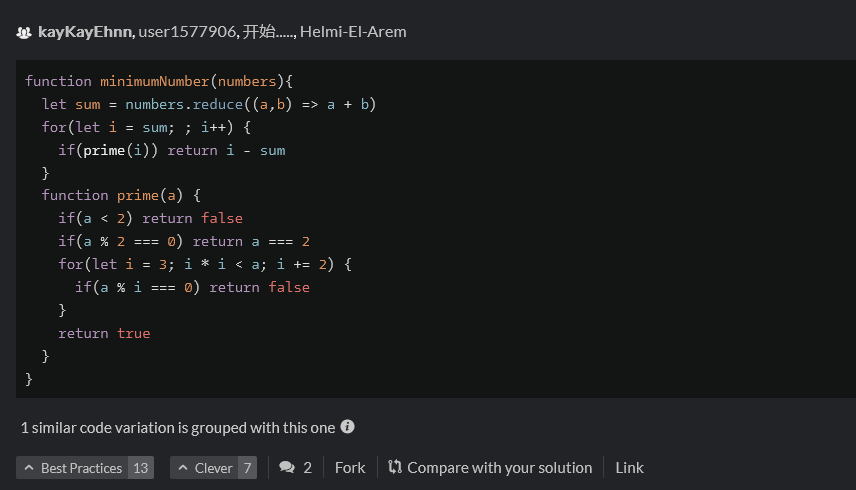 kayKayEhnn, user1577906, 开始....., Helmi-El-Arem
function minimumNumber(numbers){
  let sum = numbers.reduce((a,b) => a + b)
  for(let i = sum; ; i++) {
    if(prime(i)) return i - sum
  }
  function prime(a) {
    if(a < 2) return false
    if(a % 2 === 0) return a === 2
    for(let i = 3; i * i < a; i += 2) {
      if(a % i === 0) return false
    }
    return true
  }
}
1 similar code variation is grouped with this one
Best Practices 13 Clever 7 2 Fork Compare with your solution Link